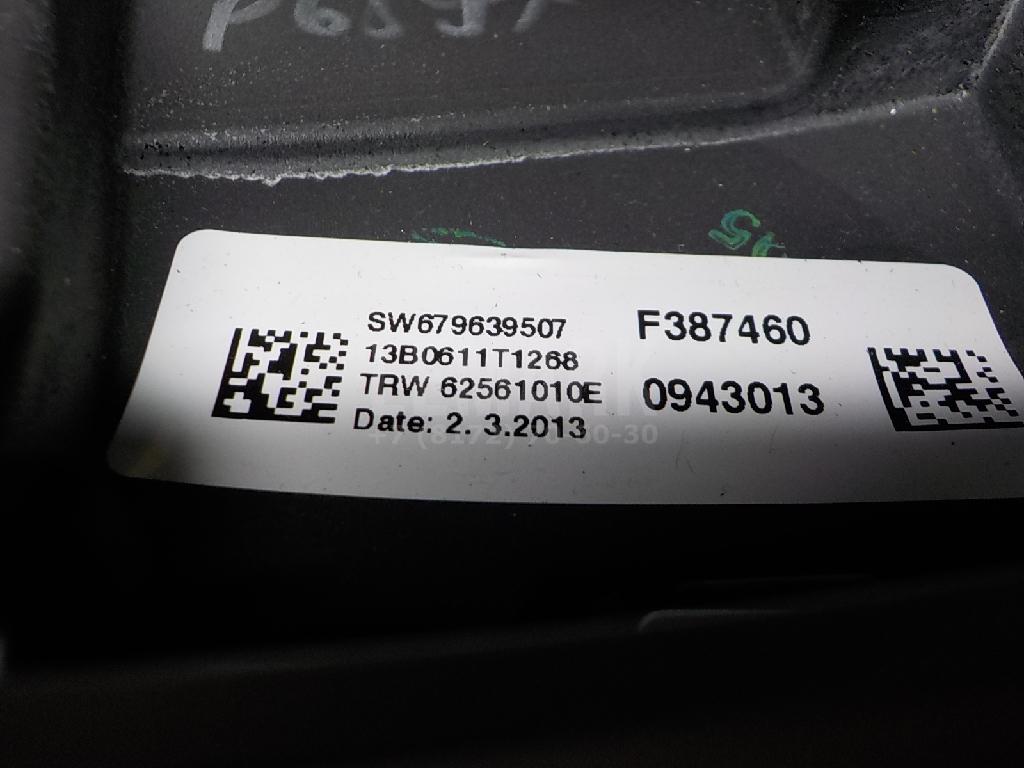 SW679639507
13B0611T1268
TRW 62561010E
Date: 2. 3.2013
F387460
0943013